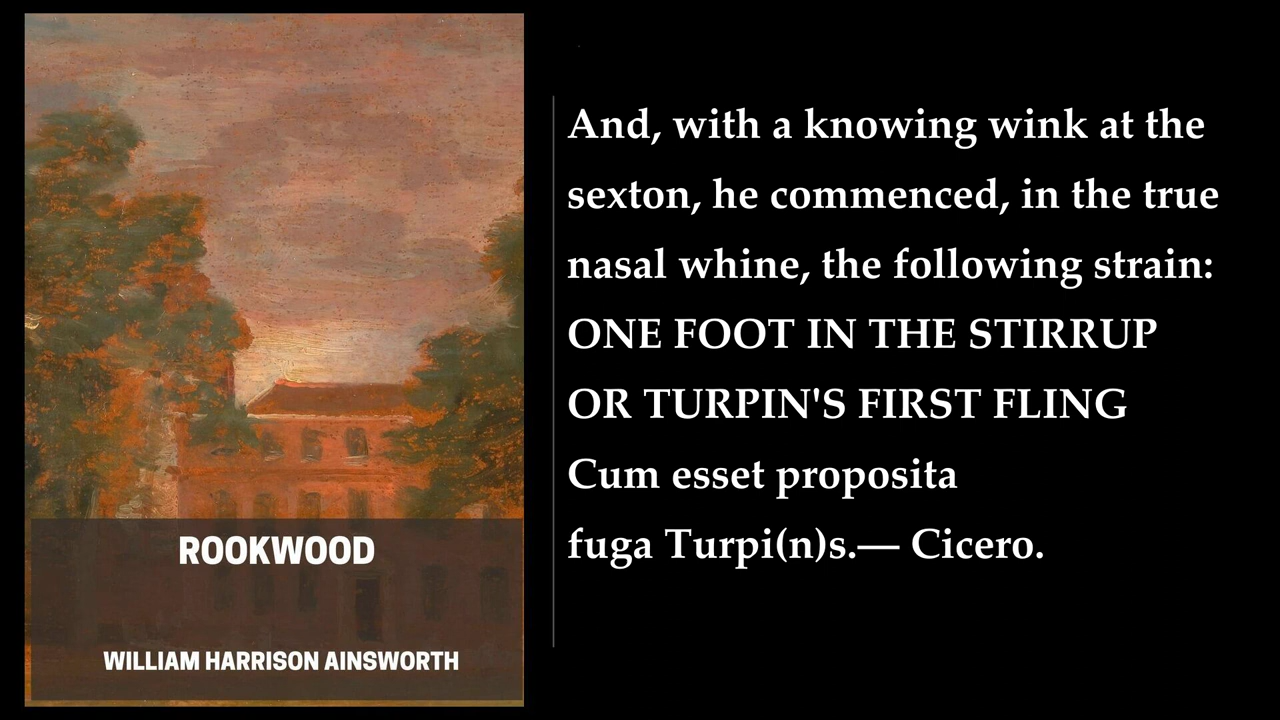 ROOKWOOD
WILLIAM HARRISON AINSWORTH
And, with a knowing wink at the
sexton, he commenced, in the true
nasal whine, the following strain:
ONE FOOT IN THE STIRRUP
OR TURPIN'S FIRST FLING
Cum esset proposita
fuga Turpi(n)s.— Cicero.